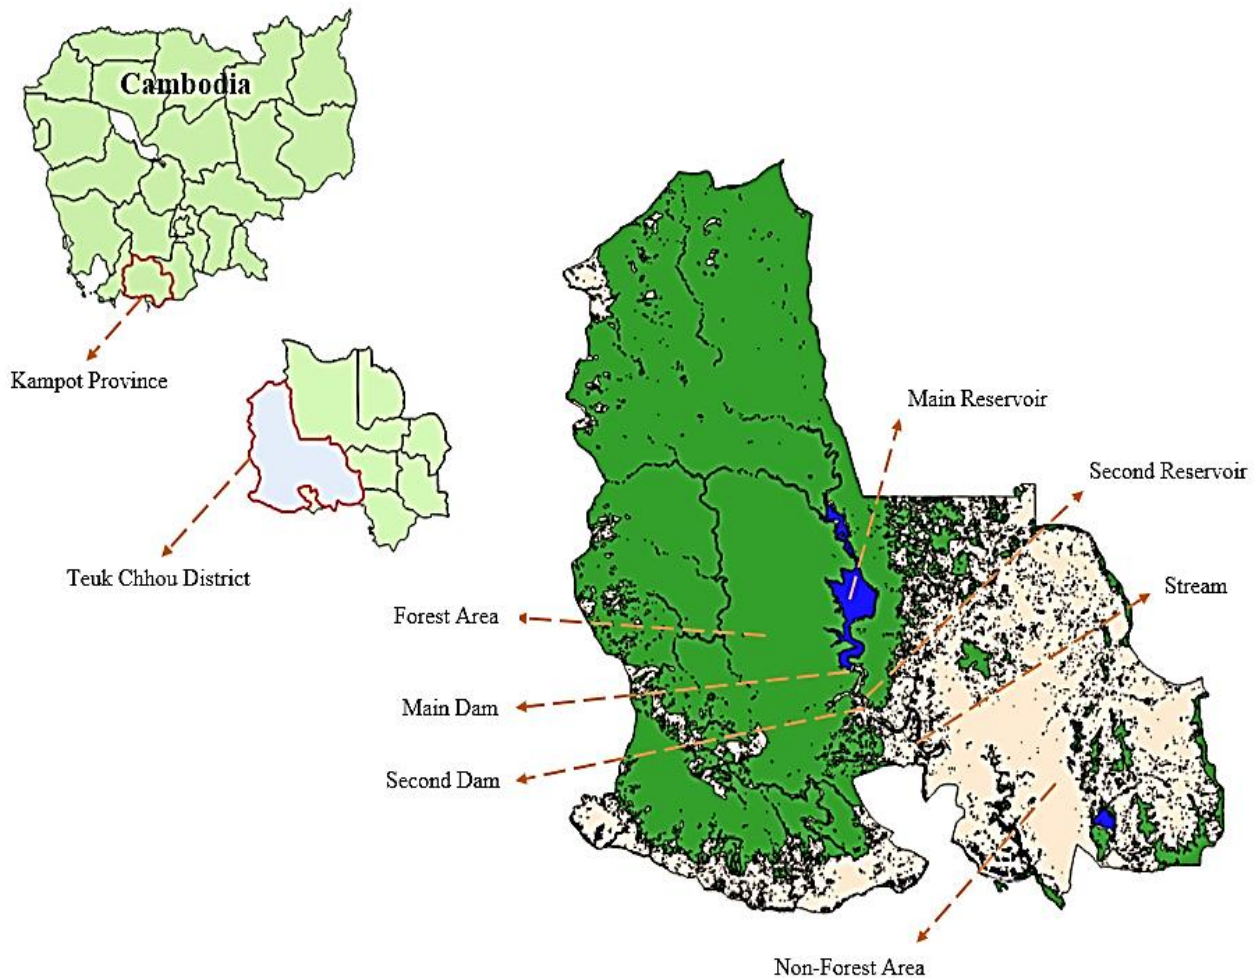 Cambodia
Kampot Province
Main Reservoir
Second Reservoir
Teuk Chhou District
Stream
Forest Area
Main Dam
Second Dam
Non-Forest Area